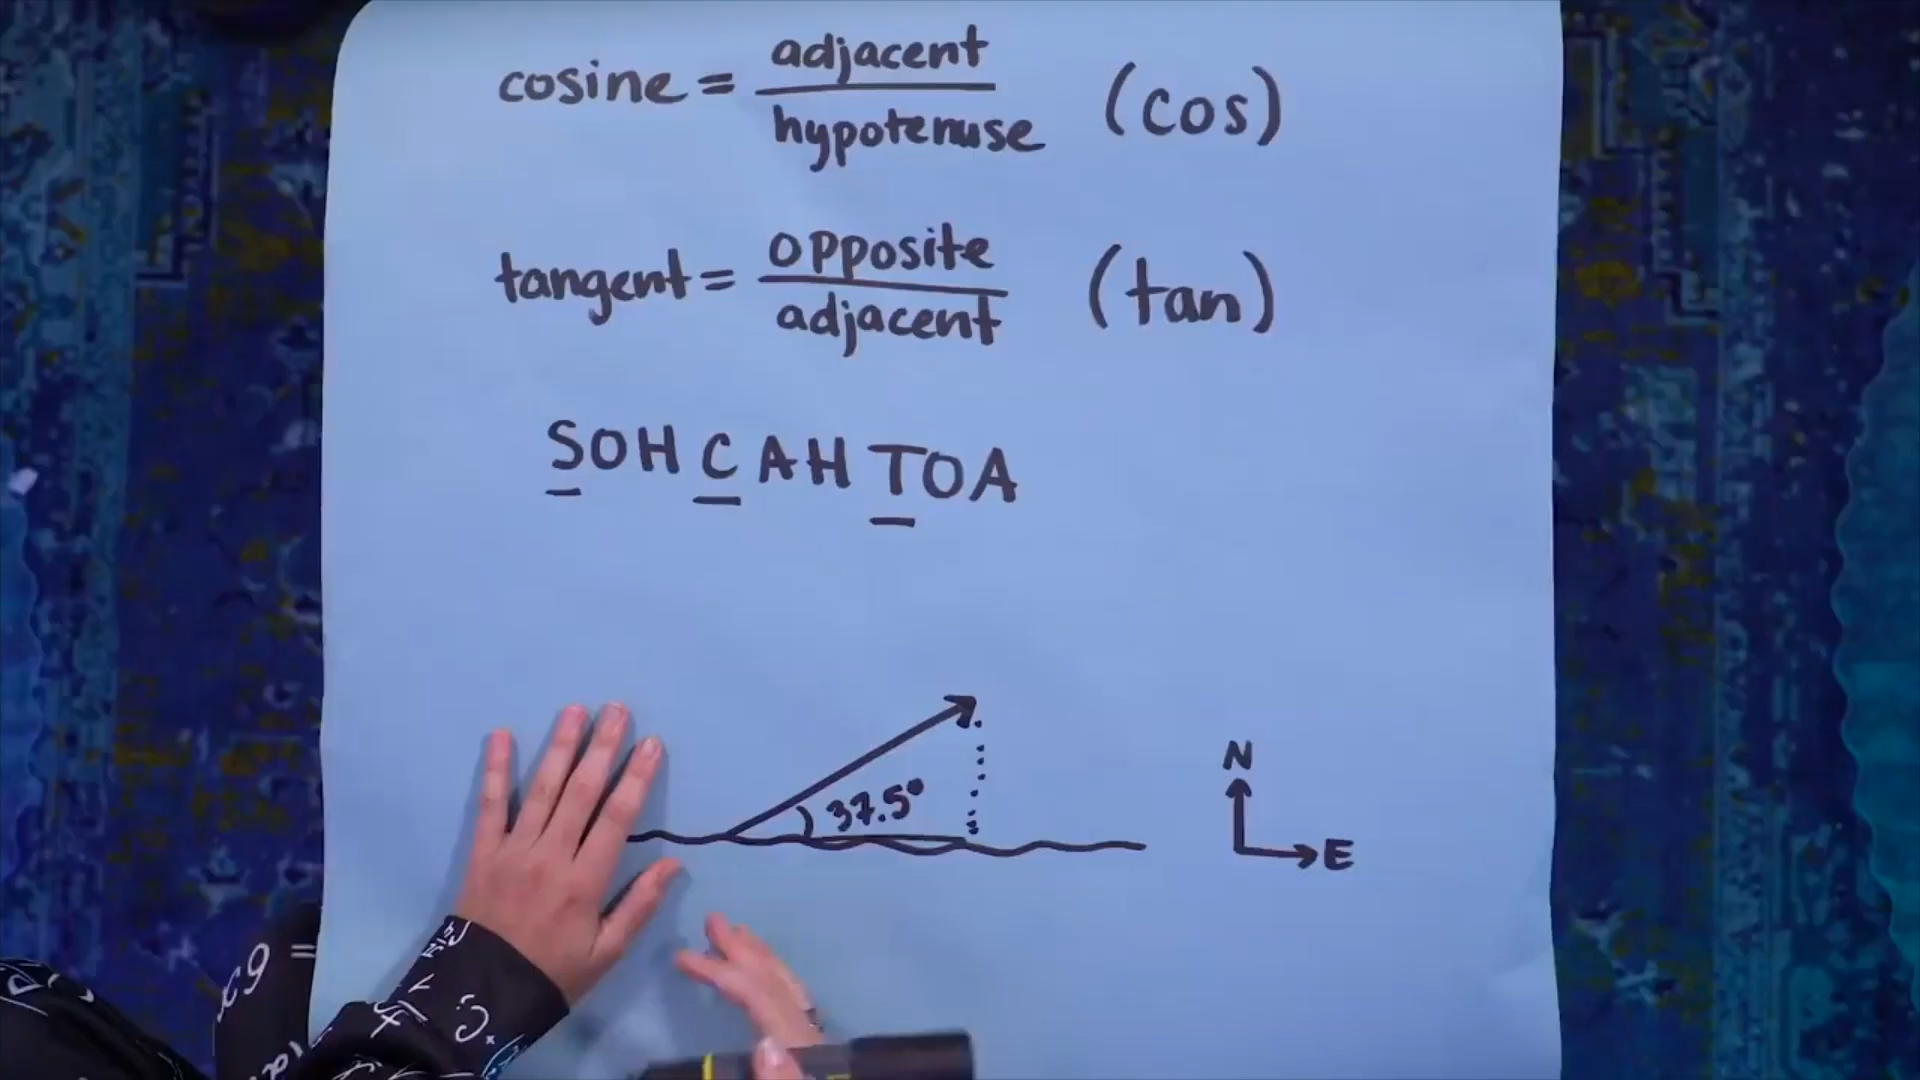 cosine = adjacent / hypotenuse (cos)
tangent = opposite / adjacent (tan)
SOH CAH TOA
37.5°
N
E